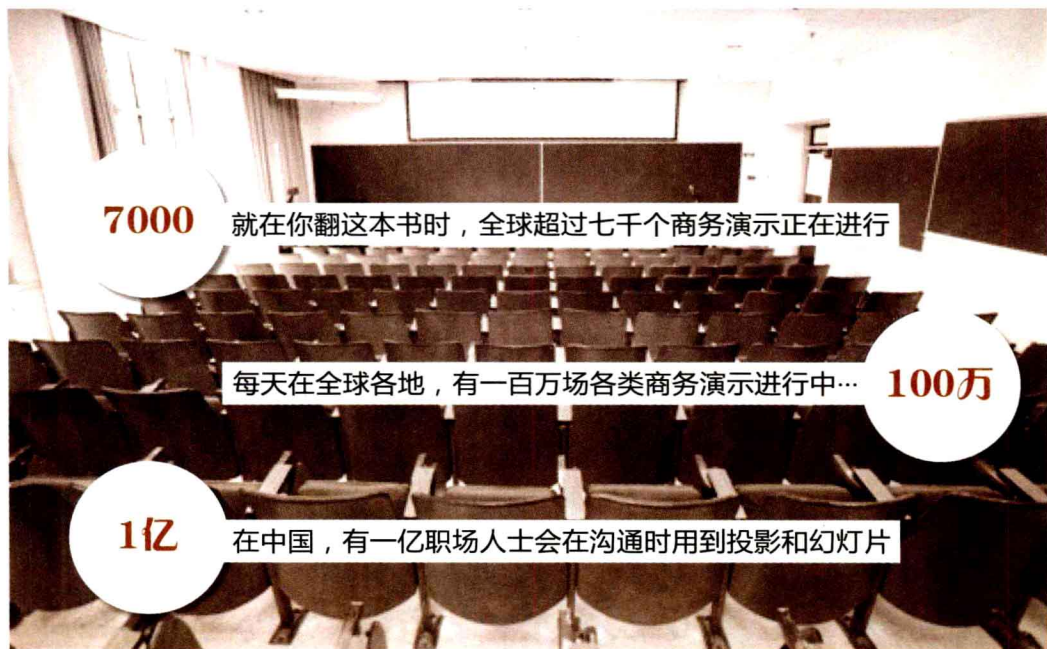 7000
就在你翻这本书时，全球超过七千个商务演示正在进行
每天在全球各地，有一百万场各类商务演示进行中…
100万
1亿
在中国，有一亿职场人士会在沟通时用到投影和幻灯片